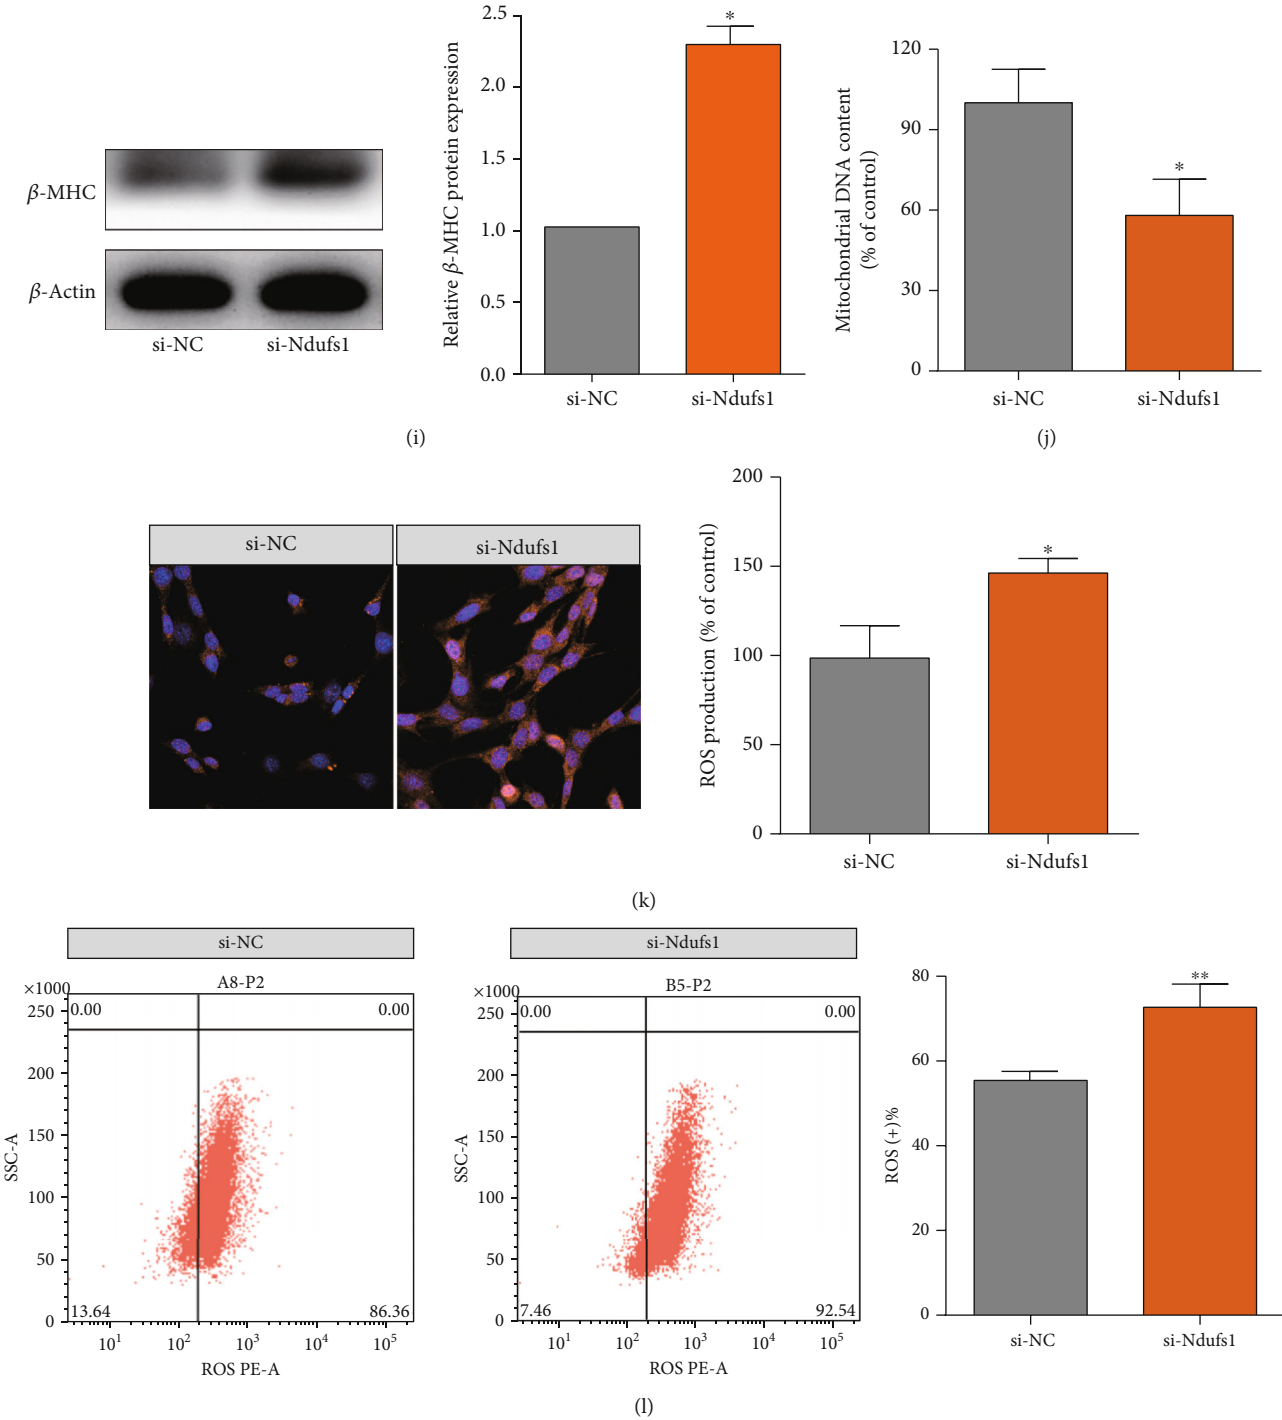 β-MHC
β-Actin
si-NC si-Ndufs1
Relative β-MHC protein expression
2.5
2.0
1.5
1.0
0.5
0.0
*
si-NC si-Ndufs1
(i)
Mitochondrial DNA content
(% of control)
120
90
60
30
0
*
si-NC si-Ndufs1
(j)
si-NC si-Ndufs1
ROS production (% of control)
200
150
100
50
0
*
si-NC si-Ndufs1
(k)
si-NC
A8-P2
×1000
SSC-A
250
200
150
100
50
0
0.00 0.00
13.64 86.36
10¹ 10² 10³ 10⁴ 10⁵
ROS PE-A
si-Ndufs1
B5-P2
×1000
SSC-A
250
200
150
100
50
0
0.00 0.00
7.46 92.54
10¹ 10² 10³ 10⁴ 10⁵
ROS PE-A
ROS (+)%
80
60
40
20
0
**
si-NC si-Ndufs1
(l)